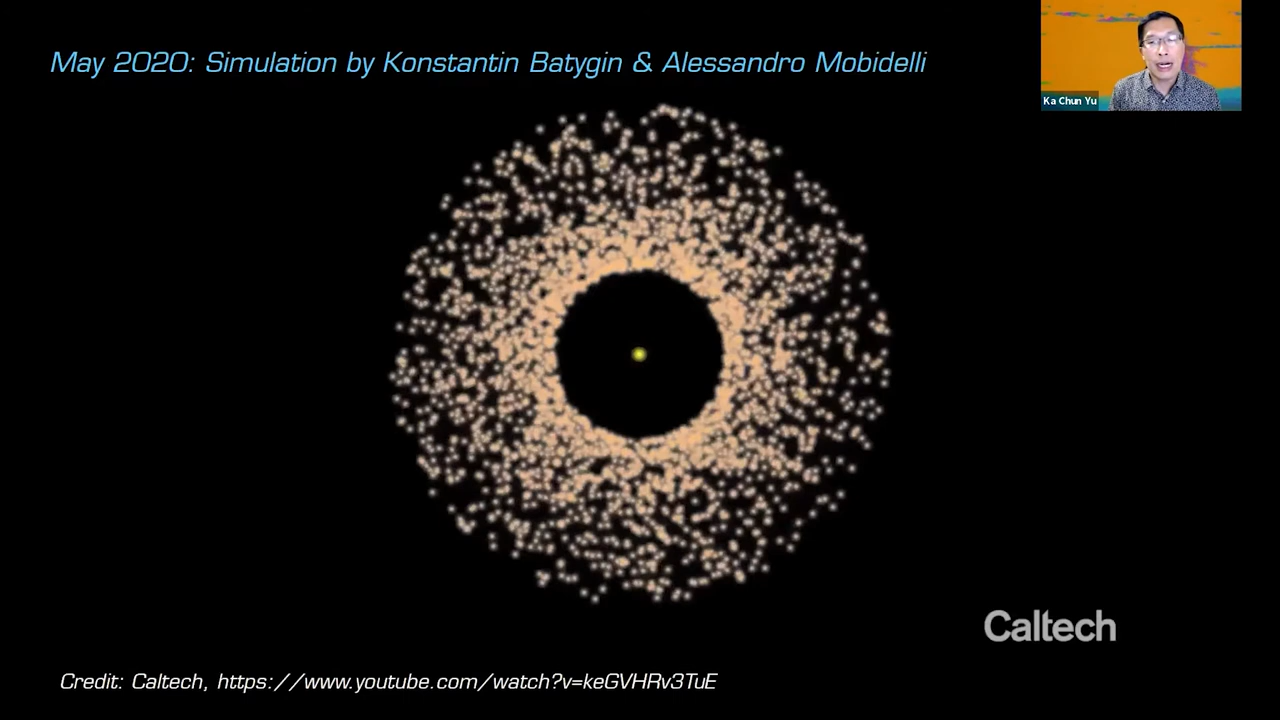 May 2020: Simulation by Konstantin Batygin & Alessandro Mobidelli
Ka Chun Yu
Caltech
Credit: Caltech, https://www.youtube.com/watch?v=keGVHRv3TuE